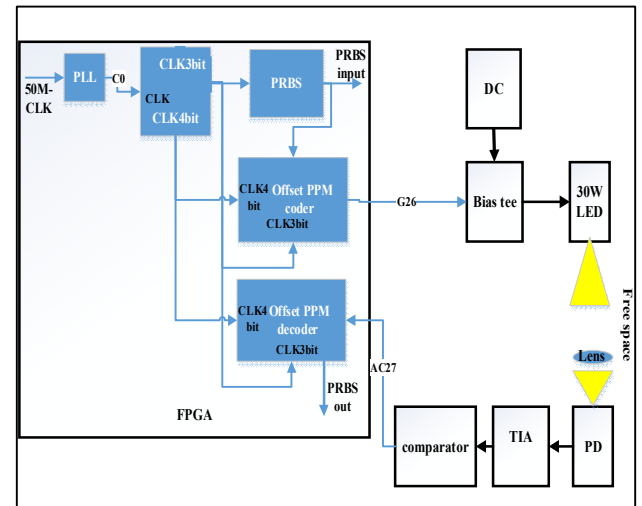 50M-
CLK
PLL
C0
CLK3bit
CLK
CLK4bit
PRBS
PRBS
input
CLK4
bit
Offset PPM
coder
CLK3bit
G26
DC
Bias tee
30W
LED
Free space
Lens
CLK4
bit
Offset PPM
decoder
CLK3bit
AC27
PRBS
out
FPGA
comparator
TIA
PD